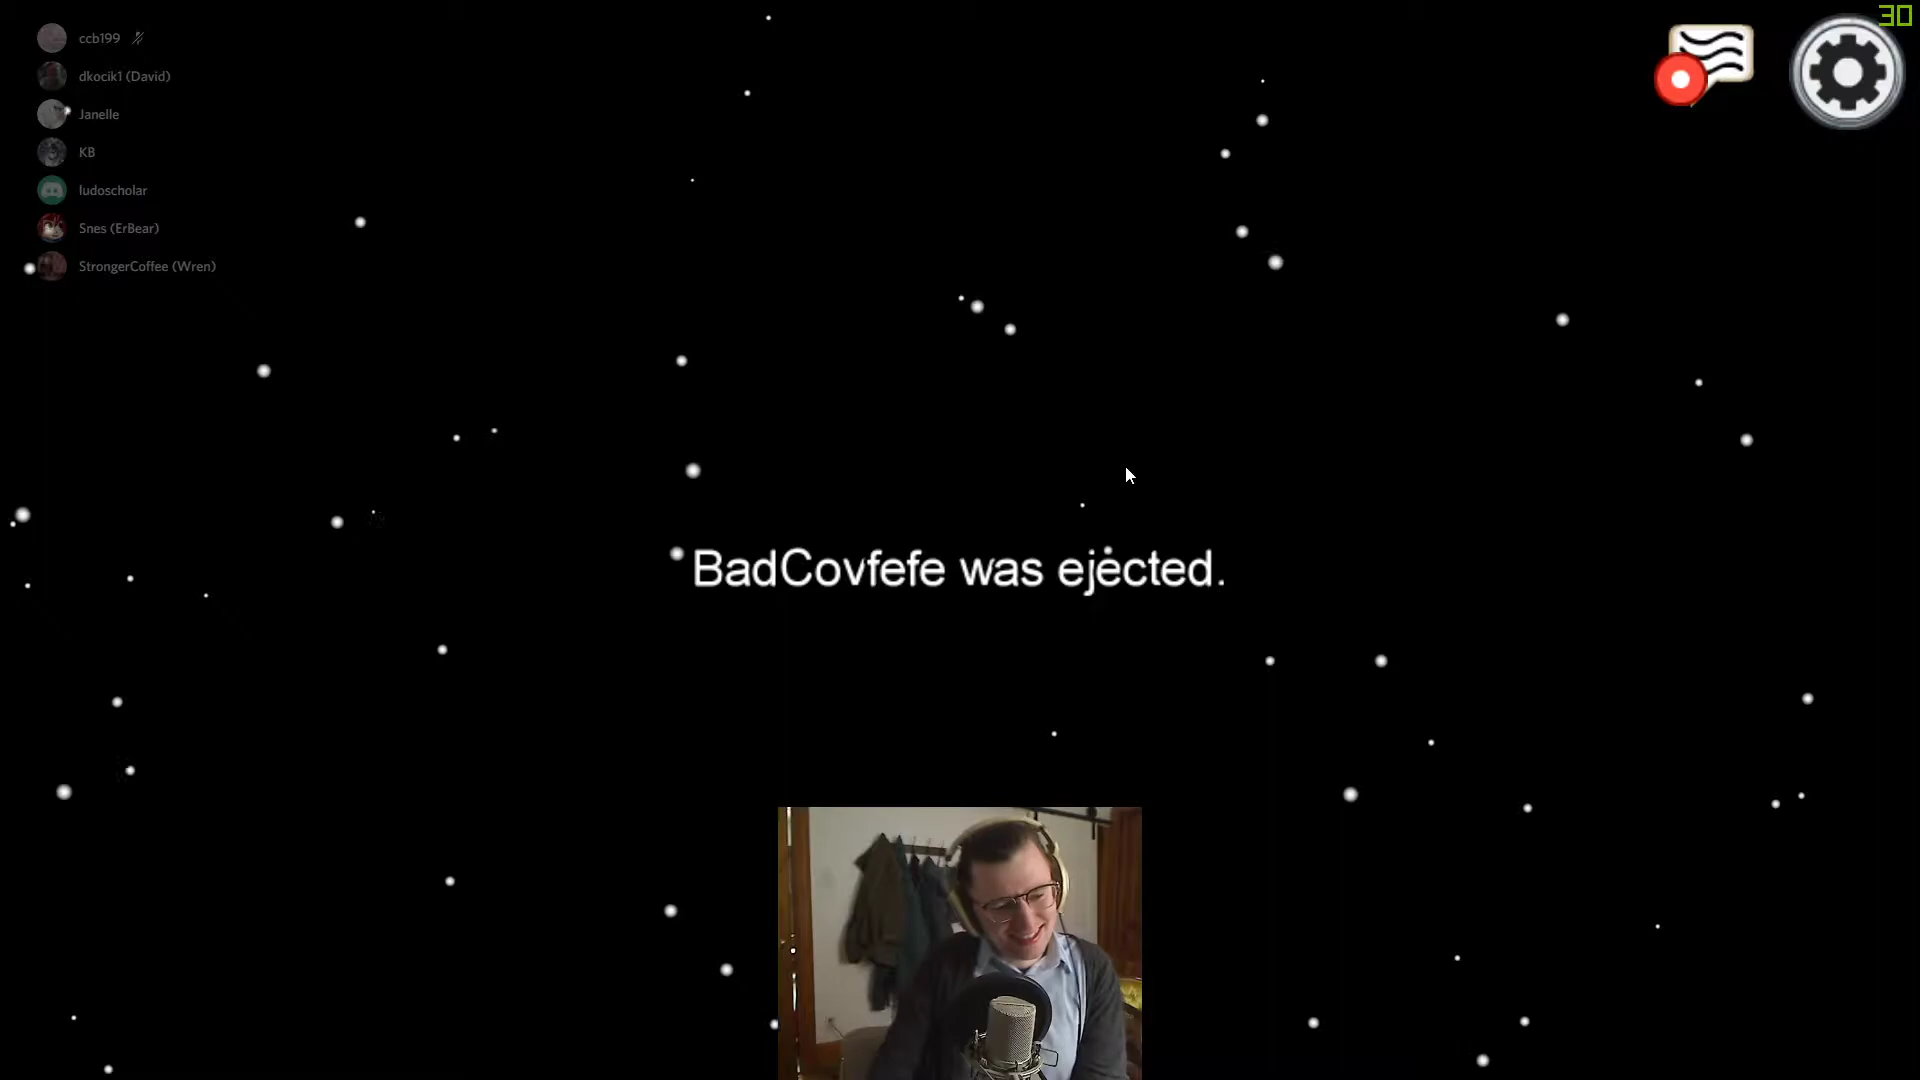 30
ccb199
dkocik1 (David)
Janelle
KB
ludoscholar
Snes (ErBear)
StrongerCoffee (Wren)
BadCovfefe was ejected.